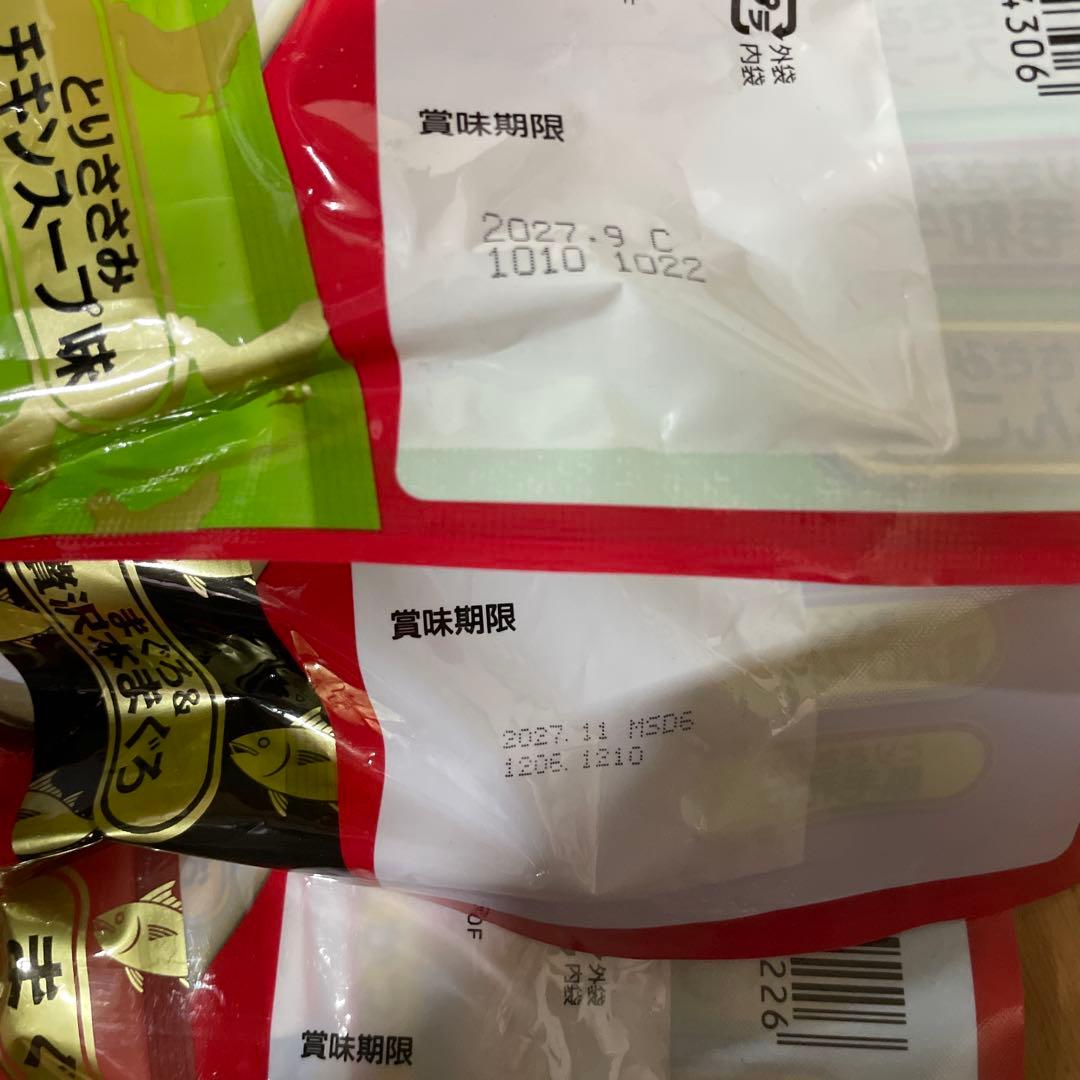 とりささみ
チキンスープ味
賞味期限
2027.9 C
1010 1022
外袋
内袋
4306
まぐろ&
贅沢本まぐろ
賞味期限
2027.11 MSD6
1206 1210
まぐ
外袋
内袋
226
賞味期限